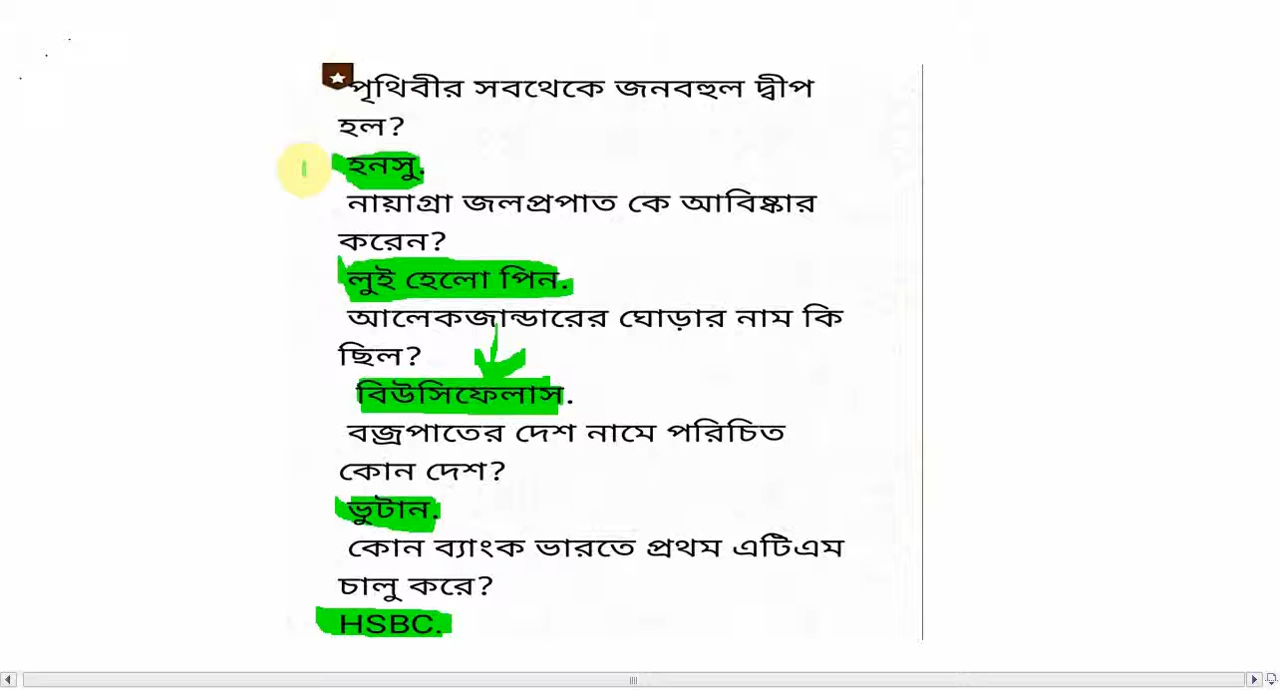 পৃথিবীর সবথেকে জনবহুল দ্বীপ
হল?
হনসু.
নায়াগ্রা জলপ্রপাত কে আবিষ্কার
করেন?
লুই হেলো পিন.
আলেকজান্ডারের ঘোড়ার নাম কি
ছিল?
বিউসিফেলাস.
বজ্রপাতের দেশ নামে পরিচিত
কোন দেশ?
ভুটান.
কোন ব্যাংক ভারতে প্রথম এটিএম
চালু করে?
HSBC.